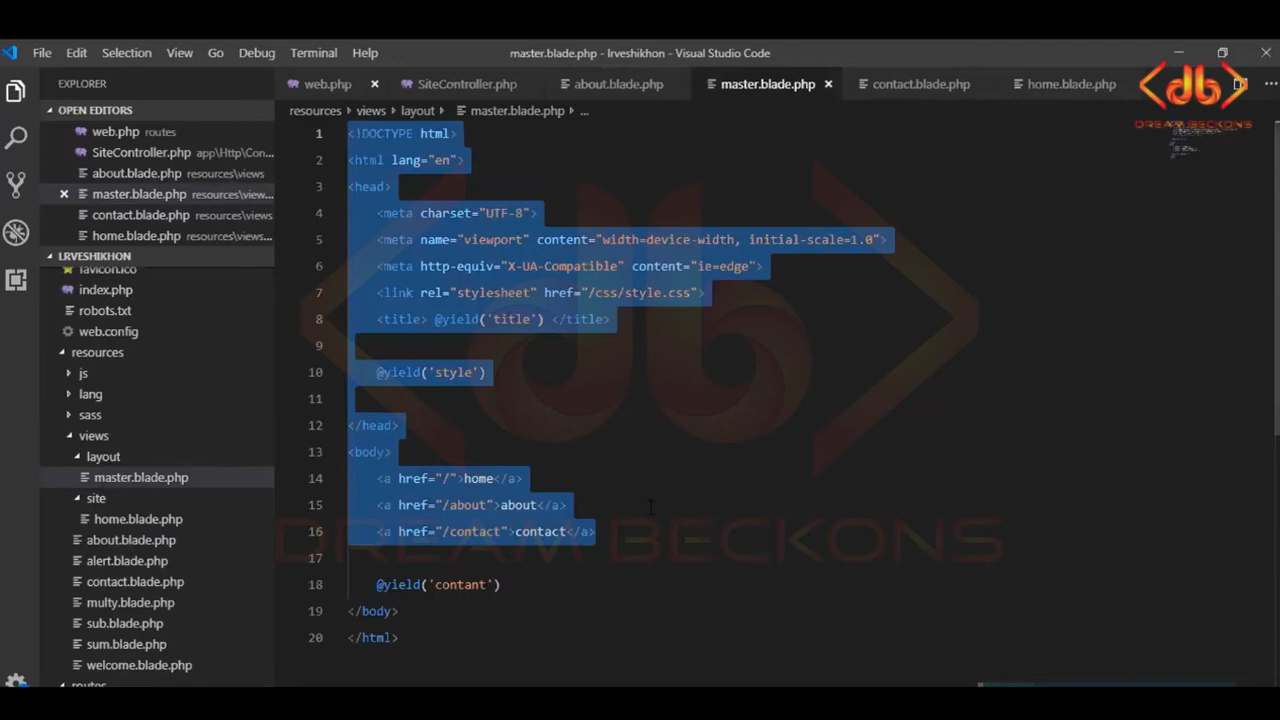 File Edit Selection View Go Debug Terminal Help master.blade.php - lrveshikhon - Visual Studio Code
EXPLORER
OPEN EDITORS
web.php routes
SiteController.php app\Http\Con...
about.blade.php resources\views
master.blade.php resources\view...
contact.blade.php resources\views
home.blade.php resources\views...
LRVESHIKHON
favicon.ico
index.php
robots.txt
web.config
resources
js
lang
sass
views
layout
master.blade.php
site
home.blade.php
about.blade.php
alert.blade.php
contact.blade.php
multy.blade.php
sub.blade.php
sum.blade.php
welcome.blade.php
routes
web.php SiteController.php about.blade.php master.blade.php contact.blade.php home.blade.php
resources views layout master.blade.php ...
1 <!DOCTYPE html>
2 <html lang="en">
3 <head>
4 <meta charset="UTF-8">
5 <meta name="viewport" content="width=device-width, initial-scale=1.0">
6 <meta http-equiv="X-UA-Compatible" content="ie=edge">
7 <link rel="stylesheet" href="/css/style.css">
8 <title> @yield('title') </title>
9
10 @yield('style')
11
12 </head>
13 <body>
14 <a href="/">home</a>
15 <a href="/about">about</a>
16 <a href="/contact">contact</a>
17
18 @yield('contant')
19 </body>
20 </html>
db
DREAM BECKONS
db
DREAM BECKONS